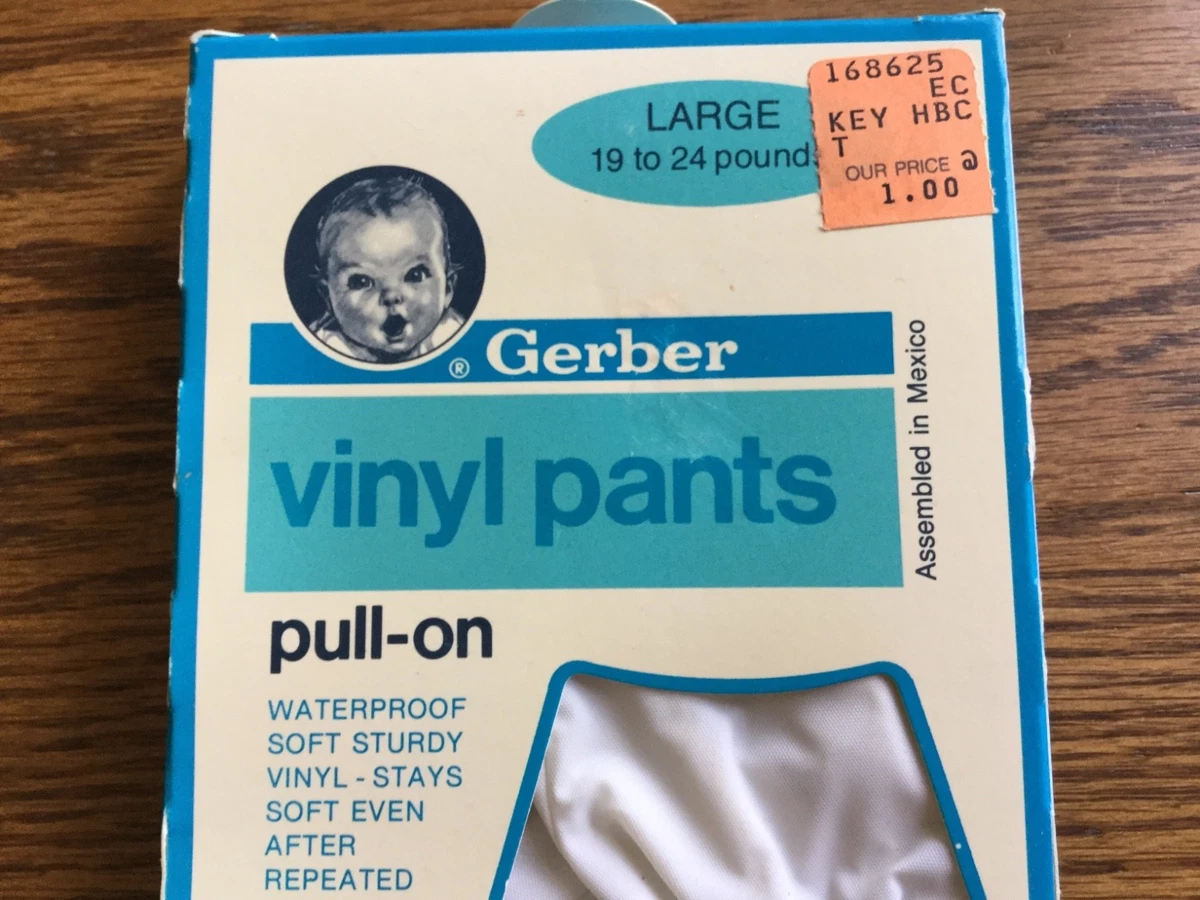 LARGE
19 to 24 pound
168625
EC
KEY HBC
T
OUR PRICE @
1.00
® Gerber
vinyl pants
Assembled in Mexico
pull-on
WATERPROOF
SOFT STURDY
VINYL - STAYS
SOFT EVEN
AFTER
REPEATED